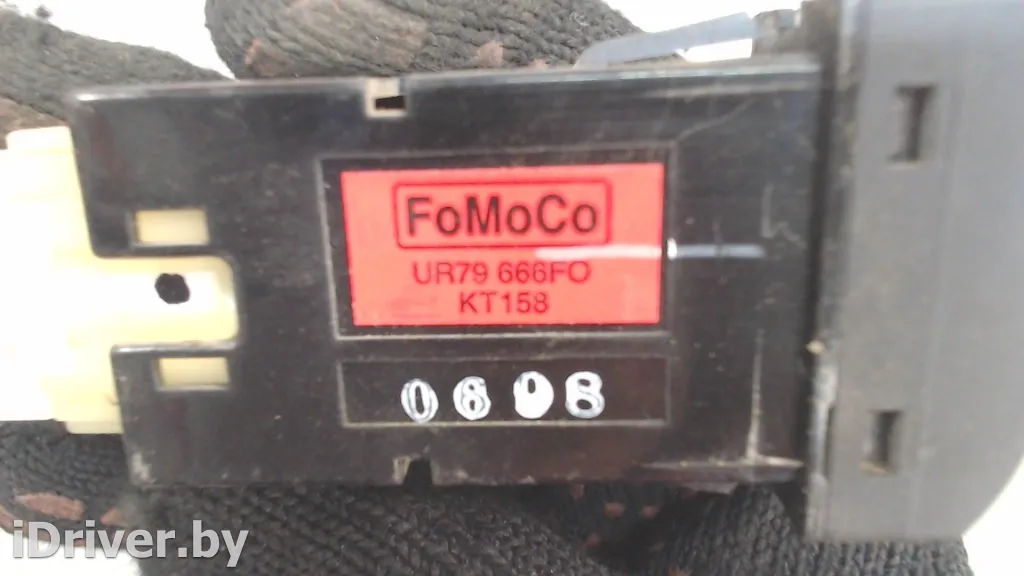 FoMoCo
UR79 666FO
KT158
0608
iDriver.by